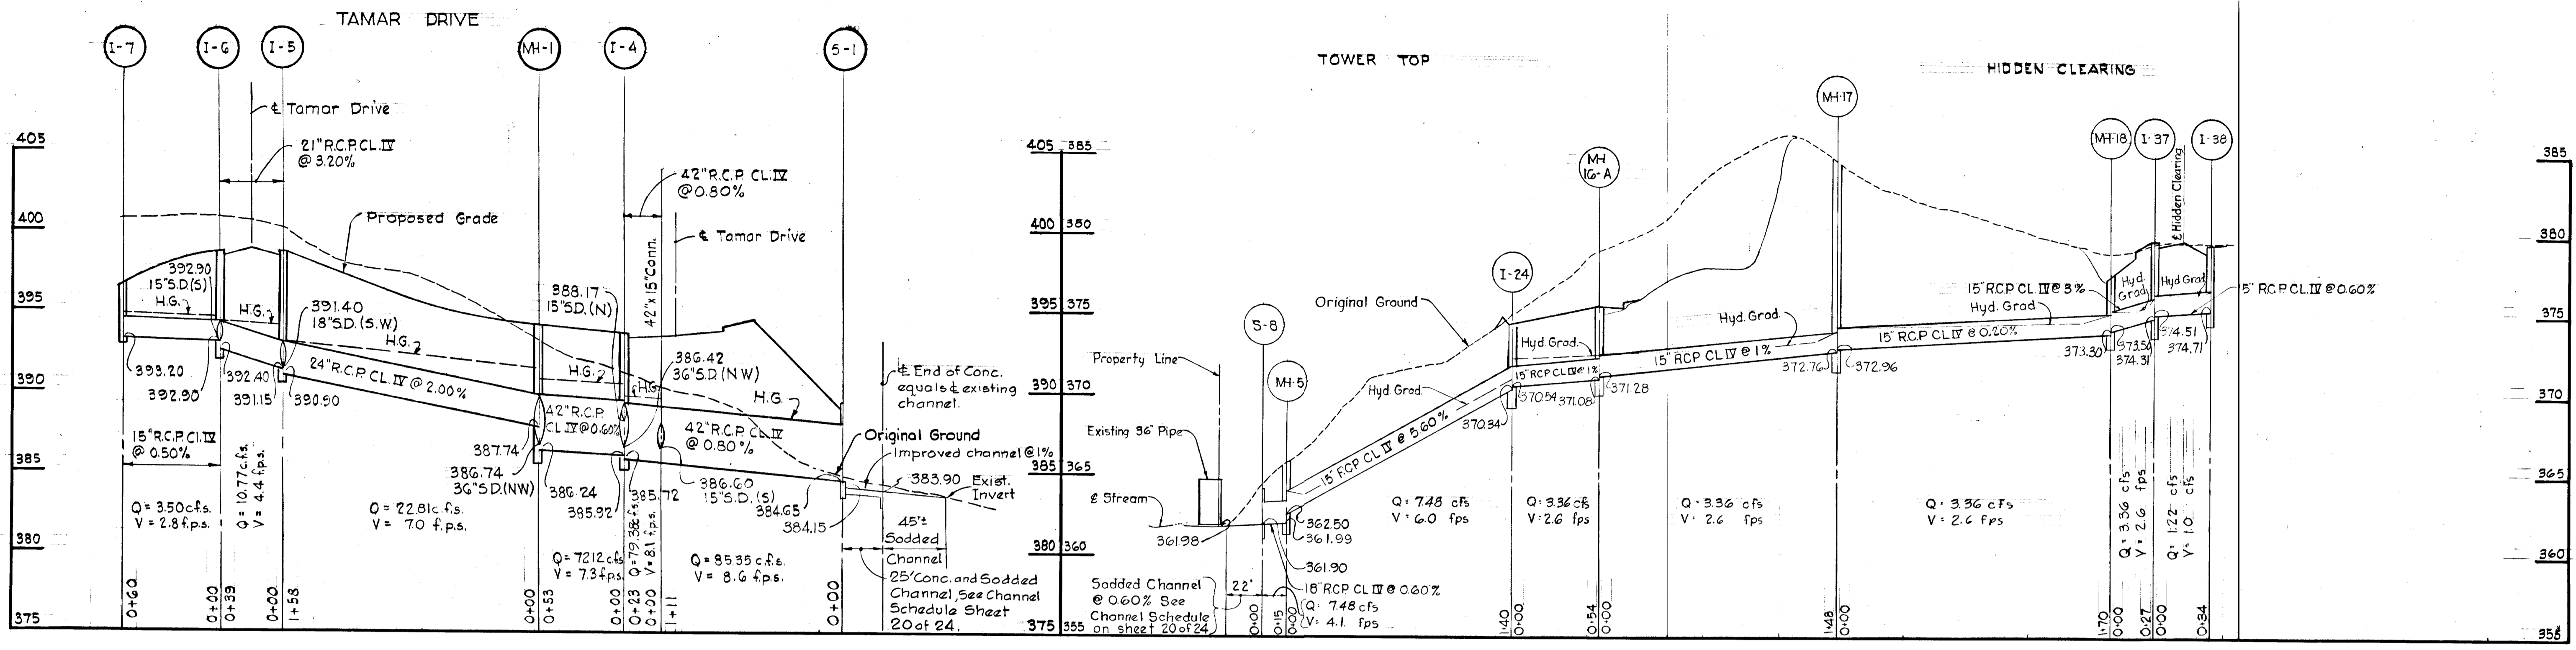 TAMAR DRIVE
I-7
I-6
I-5
MH-1
I-4
S-1
℄ Tamar Drive
21" R.C.P. CL. IV
@ 3.20%
42" R.C.P. CL. IV
@ 0.80%
Proposed Grade
42" x 15" Conn.
℄ Tamar Drive
405
400
395
390
385
380
375
392.90
15" S.D. (S)
H.G.
H.G.
391.40
18" S.D. (S.W)
H.G.
388.17
15" S.D. (N)
H.G.
H.G.
386.42
36" S.D. (NW)
H.G.
℄ End of Conc.
equals ℄ existing
channel.
393.20
392.90
392.40
391.15
390.90
24" R.C.P. CL. IV @ 2.00%
42" R.C.P.
CL. IV @ 0.60%
42" R.C.P. CL. IV
@ 0.80%
15" R.C.P. CL. IV
@ 0.50%
387.74
386.74
36" S.D. (NW)
386.24
385.92
385.72
386.60
15" S.D. (S)
384.65
384.15
Original Ground
Improved channel @ 1%
383.90
Exist.
Invert
Q = 3.50 c.f.s.
V = 2.8 f.p.s.
Q = 10.77 c.f.s.
V = 4.4 f.p.s.
Q = 22.81 c.f.s.
V = 7.0 f.p.s.
Q = 72.12 cfs
V = 7.3 f.p.s.
Q = 79.38 c.f.s.
V = 8.1 f.p.s.
Q = 85.35 c.f.s.
V = 8.6 f.p.s.
45'±
Sodded
Channel
25' Conc. and Sodded
Channel, See Channel
Schedule Sheet
20 of 24.
0+60
0+00
0+39
0+00
1+58
0+00
0+53
0+00
0+23
0+00
1+11
0+00
TOWER TOP
HIDDEN CLEARING
S-8
MH-5
I-24
MH
16-A
MH-17
MH-18
I-37
I-38
405 385
400 380
395 375
390 370
385 365
380 360
375 355
385
380
375
370
365
360
355
Original Ground
Property Line
Existing 36" Pipe
℄ Stream
361.98
Hyd. Grad.
Hyd. Grad.
Hyd. Grad.
Hyd. Grad
Hyd.
Grad.
Hyd Grad
℄ Hidden Clearing
15" RCP CL. IV @ 5.60%
15" RCP CL IV @ 1%
15" RCP CL IV @ 1%
15" R.C.P. CL IV @ 0.20%
15" R.C.P. CL. IV @ 3%
15" R.C.P. CL. IV @ 0.60%
370.34
370.54
371.08
371.28
372.76
372.96
373.30
373.50
374.31
374.51
374.71
362.50
361.99
361.90
18" RCP CL IV @ 0.60%
Q: 7.48 cfs
V: 4.1 fps
Q: 7.48 cfs
V: 6.0 fps
Q: 3.36 cfs
V: 2.6 fps
Q: 3.36 cfs
V: 2.6 fps
Q: 3.36 cfs
V: 2.6 fps
Q: 3.36 cfs
V: 2.6 fps
Q: 1.22 cfs
V: 1.0 cfs
Sodded Channel
@ 0.60% See
Channel Schedule
on sheet 20 of 24
22'
0+00
0+15
0+00
1+40
0+00
0+54
0+00
1+48
0+00
1+70
0+00
0+27
0+00
0+34